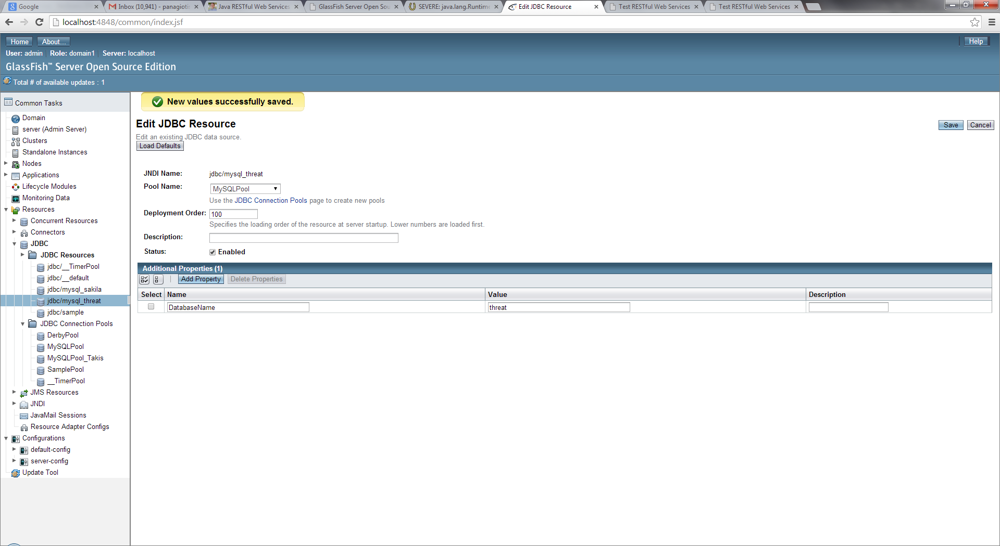 Google
Inbox (10,941) - panagiotis
Java RESTful Web Services
GlassFish Server Open Sou
SEVERE: java.lang.Runtime
Edit JDBC Resource
Test RESTful Web Services
Test RESTful Web Services
localhost:4848/common/index.jsf
Home
About...
Help
User: admin
Role: domain1
Server: localhost
GlassFish™ Server Open Source Edition
Total # of available updates : 1
Common Tasks
Domain
server (Admin Server)
Clusters
Standalone Instances
Nodes
Applications
Lifecycle Modules
Monitoring Data
Resources
Concurrent Resources
Connectors
JDBC
JDBC Resources
jdbc/__TimerPool
jdbc/__default
jdbc/mysql_sakila
jdbc/mysql_threat
jdbc/sample
JDBC Connection Pools
DerbyPool
MySQLPool
MySQLPool_Takis
SamplePool
__TimerPool
JMS Resources
JNDI
JavaMail Sessions
Resource Adapter Configs
Configurations
default-config
server-config
Update Tool
New values successfully saved.
Edit JDBC Resource
Save
Cancel
Edit an existing JDBC data source.
Load Defaults
JNDI Name: jdbc/mysql_threat
Pool Name: MySQLPool
Use the JDBC Connection Pools page to create new pools
Deployment Order: 100
Specifies the loading order of the resource at server startup. Lower numbers are loaded first.
Description:
Status: Enabled
Additional Properties (1)
Add Property
Delete Properties
Select Name Value Description
DatabaseName threat